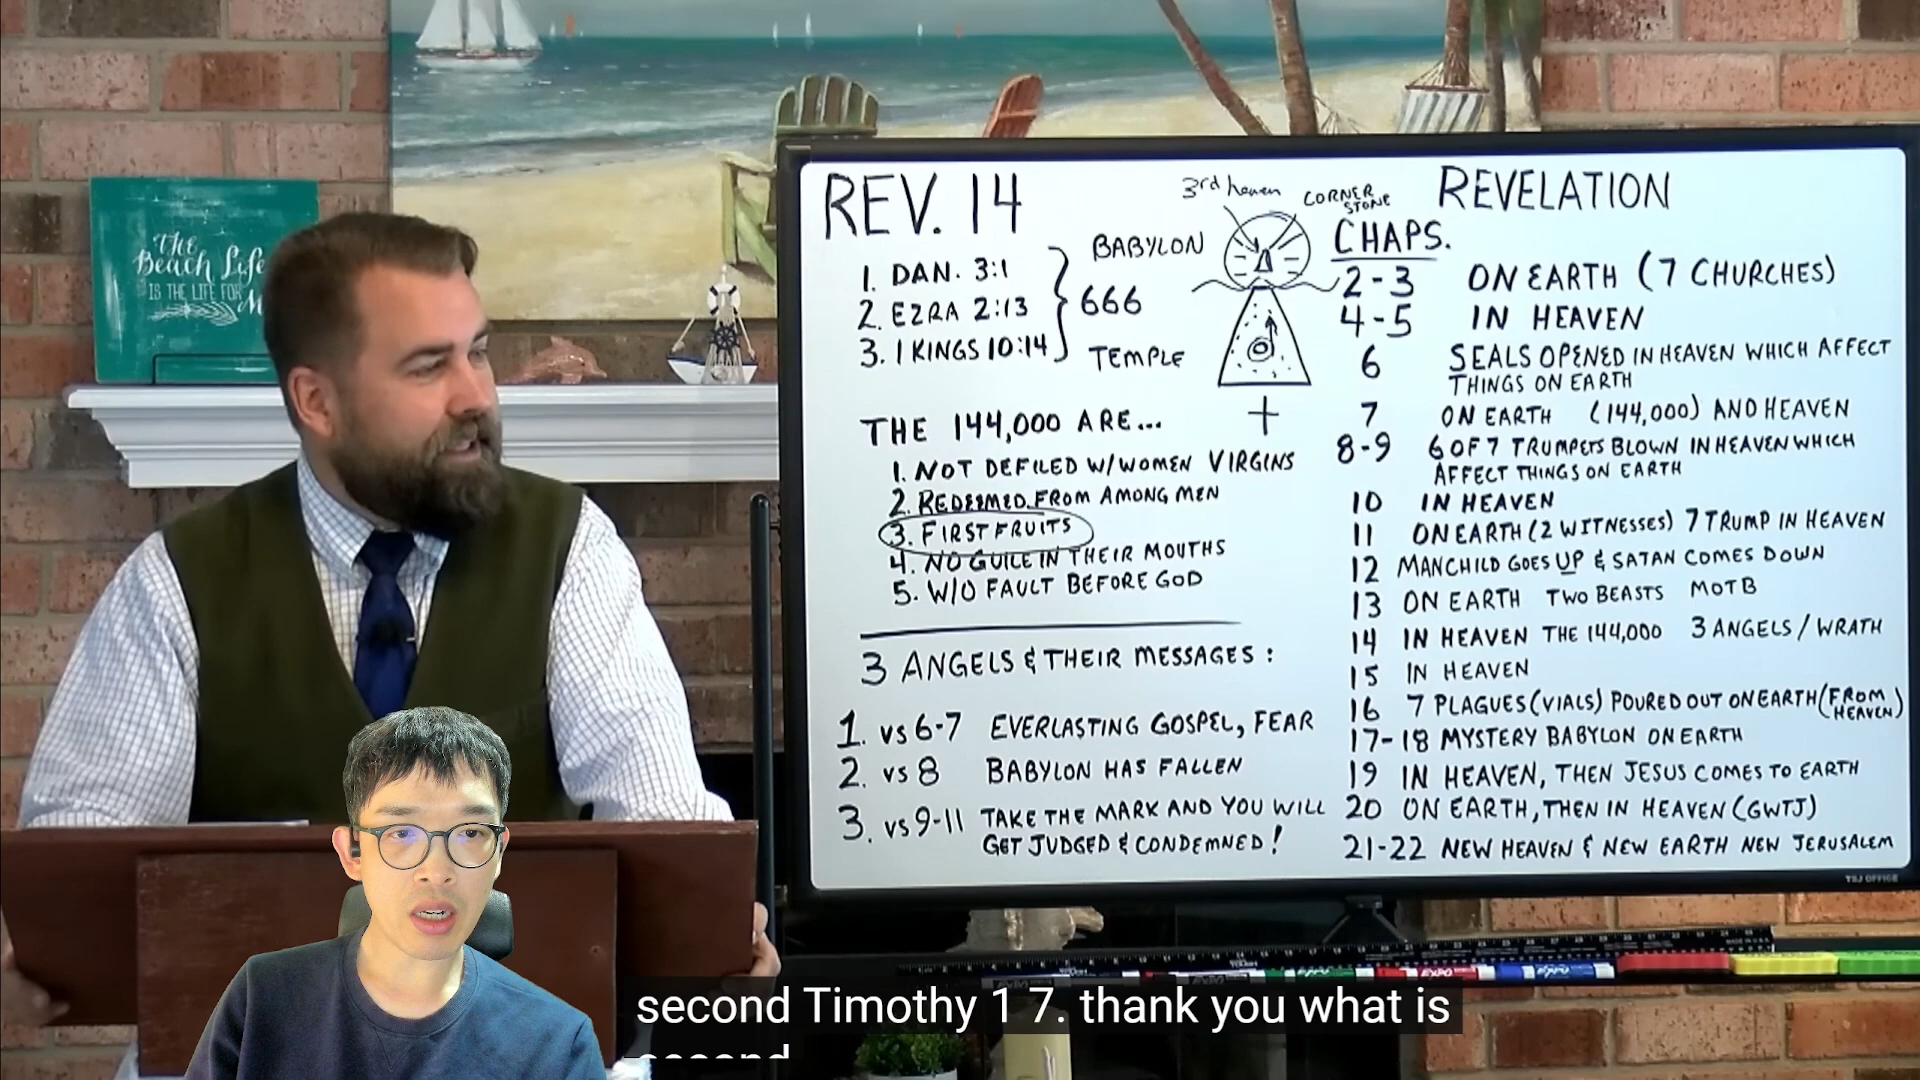 The
Beach Life
IS THE LIFE FOR
REV. 14
1. DAN. 3:1
2. EZRA 2:13
3. 1 KINGS 10:14
BABYLON
666
TEMPLE
3rd heaven
CORNER
STONE
THE 144,000 ARE...
1. NOT DEFILED W/WOMEN VIRGINS
2. REDEEMED FROM AMONG MEN
3. FIRSTFRUITS
4. NO GUILE IN THEIR MOUTHS
5. W/O FAULT BEFORE GOD
3 ANGELS & THEIR MESSAGES:
1. vs 6-7 EVERLASTING GOSPEL, FEAR
2. vs 8 BABYLON HAS FALLEN
3. vs 9-11 TAKE THE MARK AND YOU WILL
GET JUDGED & CONDEMNED!
REVELATION
CHAPS.
2-3 ON EARTH (7 CHURCHES)
4-5 IN HEAVEN
6 SEALS OPENED IN HEAVEN WHICH AFFECT
THINGS ON EARTH
7 ON EARTH (144,000) AND HEAVEN
8-9 6 OF 7 TRUMPETS BLOWN IN HEAVEN WHICH
AFFECT THINGS ON EARTH
10 IN HEAVEN
11 ON EARTH (2 WITNESSES) 7 TRUMP IN HEAVEN
12 MANCHILD GOES UP & SATAN COMES DOWN
13 ON EARTH TWO BEASTS MOTB
14 IN HEAVEN THE 144,000 3 ANGELS/WRATH
15 IN HEAVEN
16 7 PLAGUES (VIALS) POURED OUT ON EARTH (FROM
HEAVEN)
17-18 MYSTERY BABYLON ON EARTH
19 IN HEAVEN, THEN JESUS COMES TO EARTH
20 ON EARTH, THEN IN HEAVEN (GWTJ)
21-22 NEW HEAVEN & NEW EARTH NEW JERUSALEM
TSJ OFFICE
EXPO
EXPO
second Timothy 1 7. thank you what is
second